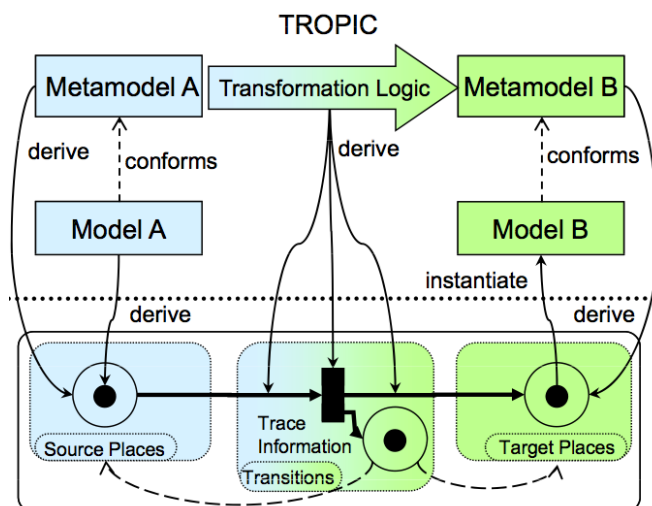 TROPIC
Metamodel A
Transformation Logic
Metamodel B
derive
conforms
derive
conforms
Model A
Model B
instantiate
derive
derive
Trace
Information
Source Places
Transitions
Target Places